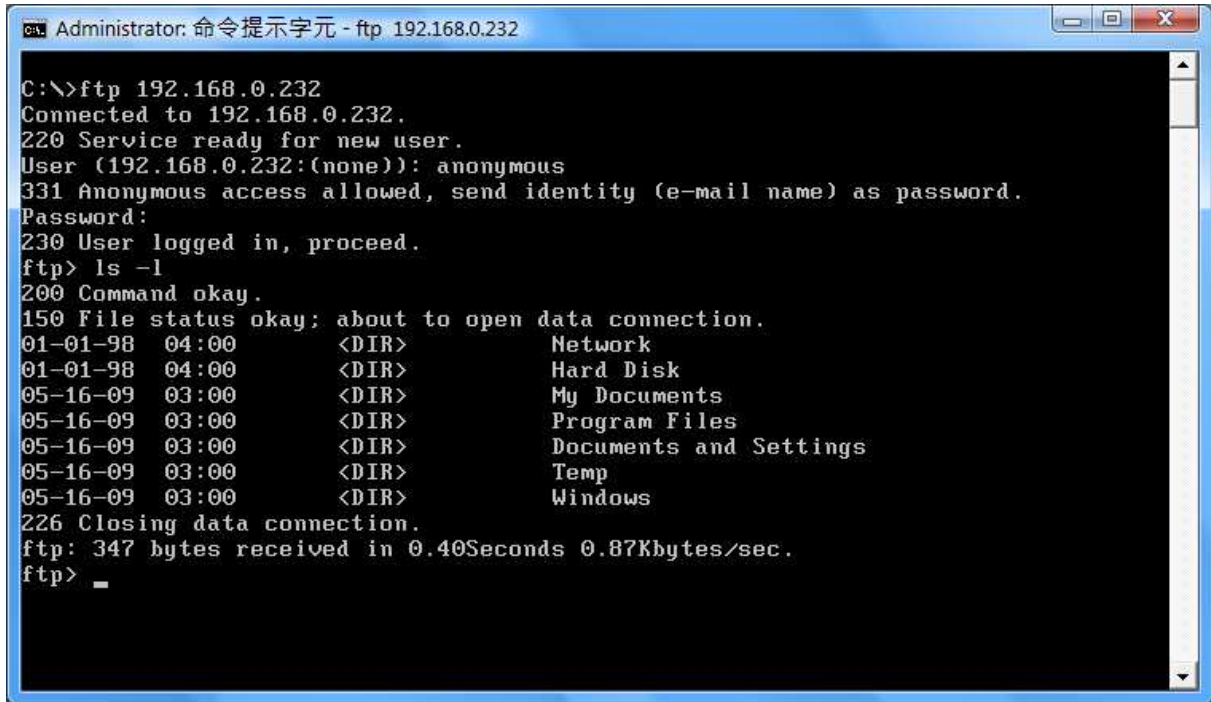 Administrator: 命令提示字元 - ftp 192.168.0.232
C:\>ftp 192.168.0.232
Connected to 192.168.0.232.
220 Service ready for new user.
User (192.168.0.232:(none)): anonymous
331 Anonymous access allowed, send identity (e-mail name) as password.
Password:
230 User logged in, proceed.
ftp> ls -l
200 Command okay.
150 File status okay; about to open data connection.
01-01-98  04:00       <DIR>          Network
01-01-98  04:00       <DIR>          Hard Disk
05-16-09  03:00       <DIR>          My Documents
05-16-09  03:00       <DIR>          Program Files
05-16-09  03:00       <DIR>          Documents and Settings
05-16-09  03:00       <DIR>          Temp
05-16-09  03:00       <DIR>          Windows
226 Closing data connection.
ftp: 347 bytes received in 0.40Seconds 0.87Kbytes/sec.
ftp> _